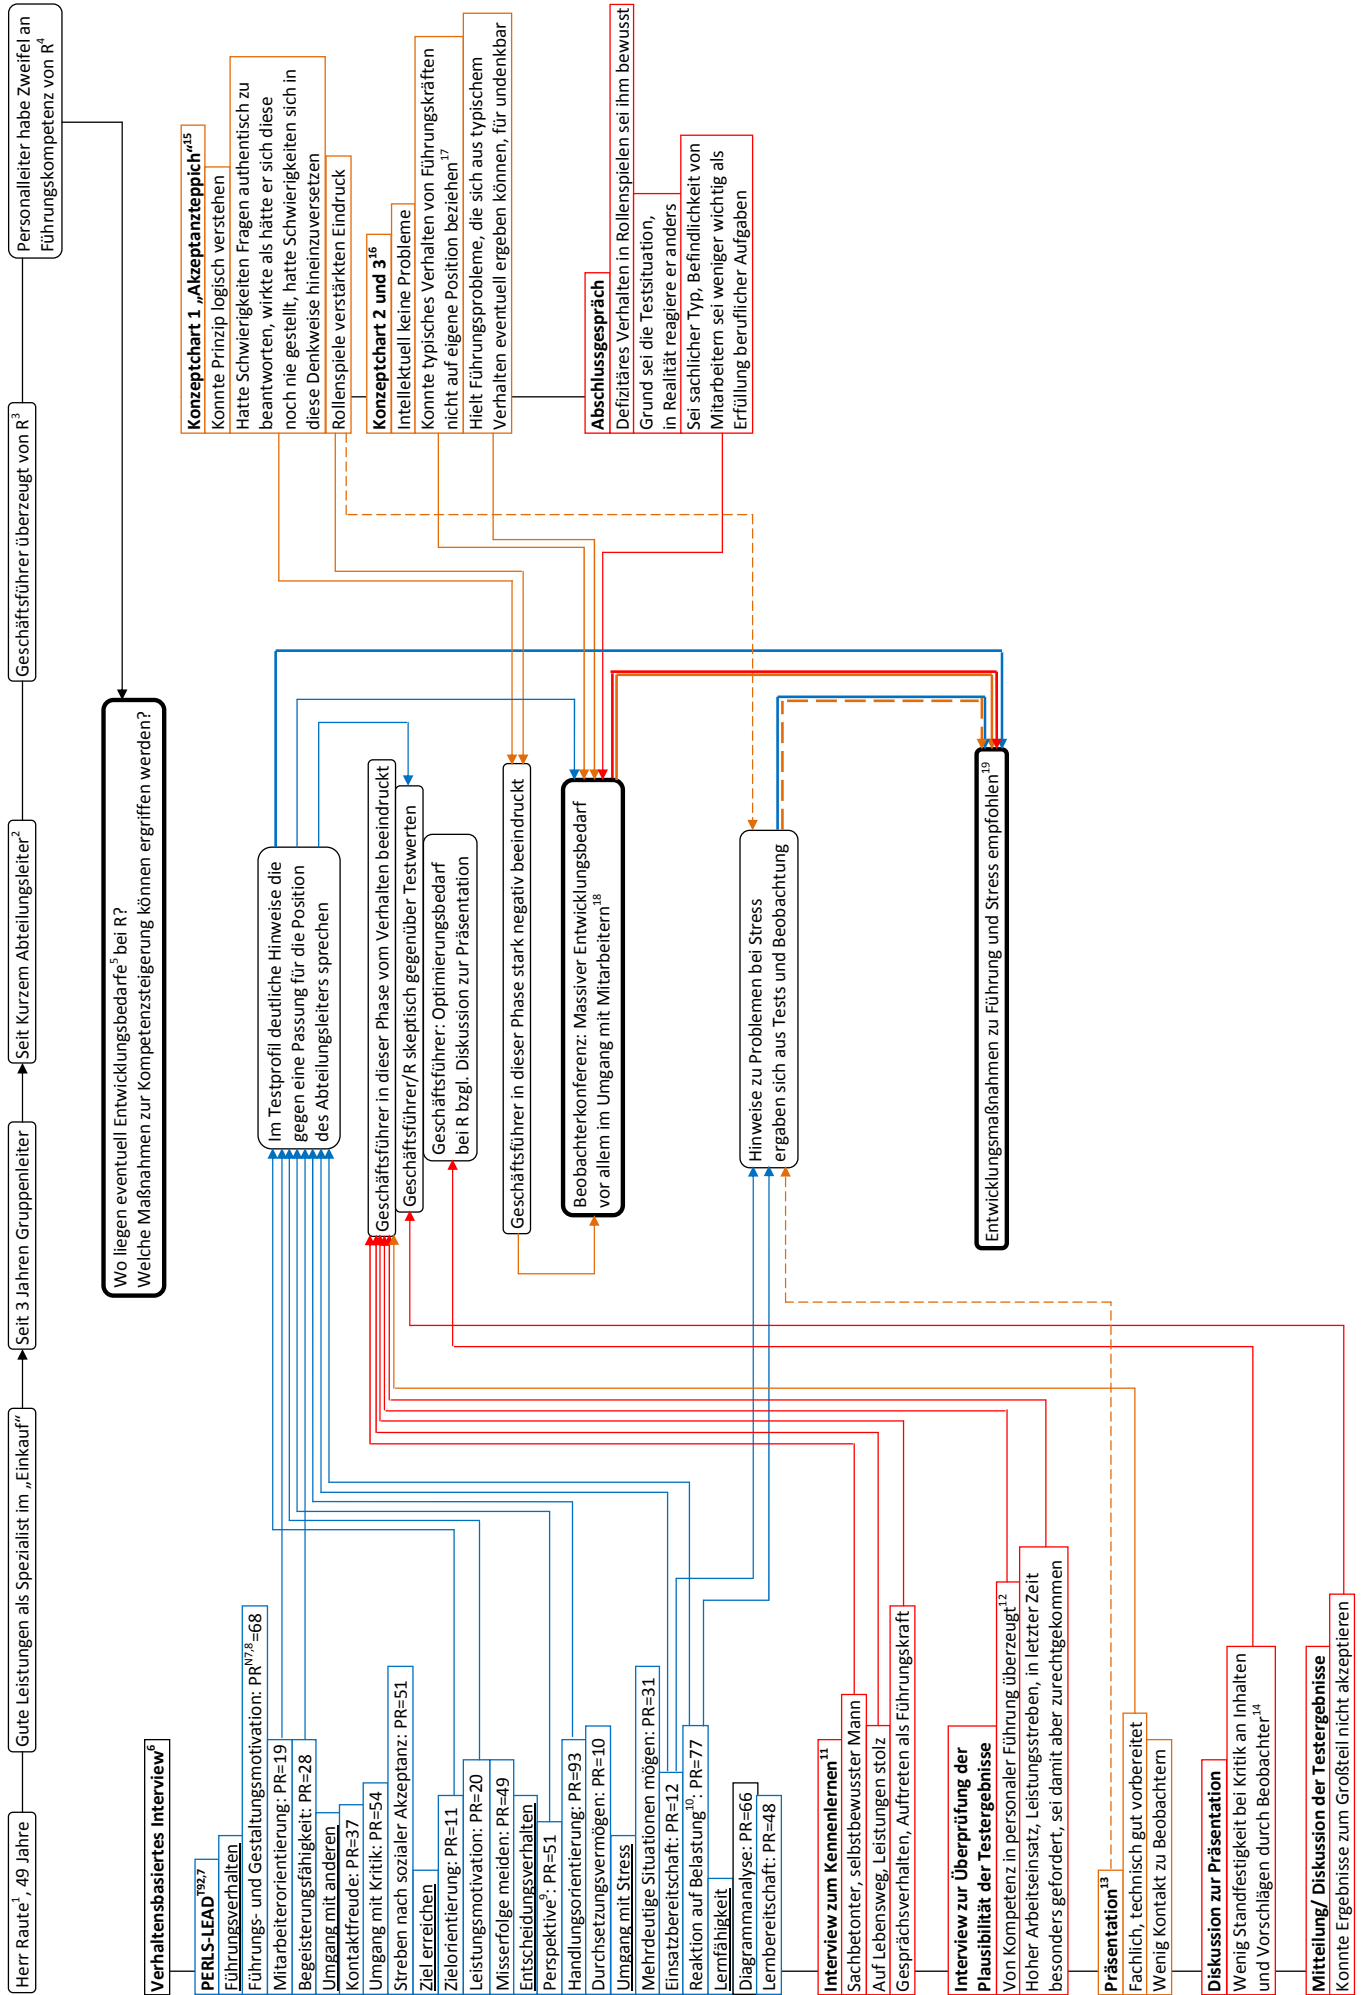 Herr Raute1, 49 Jahre
Gute Leistungen als Spezialist im „Einkauf“
Seit 3 Jahren Gruppenleiter
Seit Kurzem Abteilungsleiter2
Geschäftsführer überzeugt von R3
Personalleiter habe Zweifel an
Führungskompetenz von R4
Wo liegen eventuell Entwicklungsbedarfe5 bei R?
Welche Maßnahmen zur Kompetenzsteigerung können ergriffen werden?
Verhaltensbasiertes Interview6
PERLS-LEADT92,7
Führungsverhalten
Führungs- und Gestaltungsmotivation: PRN7,8=68
Mitarbeiterorientierung: PR=19
Begeisterungsfähigkeit: PR=28
Umgang mit anderen
Kontaktfreude: PR=37
Umgang mit Kritik: PR=54
Streben nach sozialer Akzeptanz: PR=51
Ziel erreichen
Zielorientierung: PR=11
Leistungsmotivation: PR=20
Misserfolge meiden: PR=49
Entscheidungsverhalten
Perspektive9: PR=51
Handlungsorientierung: PR=93
Durchsetzungsvermögen: PR=10
Umgang mit Stress
Mehrdeutige Situationen mögen: PR=31
Einsatzbereitschaft: PR=12
Reaktion auf Belastung10: PR=77
Lernfähigkeit
Diagrammanalyse: PR=66
Lernbereitschaft: PR=48
Interview zum Kennenlernen11
Sachbetonter, selbstbewusster Mann
Auf Lebensweg, Leistungen stolz
Gesprächsverhalten, Auftreten als Führungskraft
Interview zur Überprüfung der
Plausibilität der Testergebnisse
Von Kompetenz in personaler Führung überzeugt12
Hoher Arbeitseinsatz, Leistungsstreben, in letzter Zeit
besonders gefordert, sei damit aber zurechtgekommen
Präsentation13
Fachlich, technisch gut vorbereitet
Wenig Kontakt zu Beobachtern
Diskussion zur Präsentation
Wenig Standfestigkeit bei Kritik an Inhalten
und Vorschlägen durch Beobachter14
Mitteilung/ Diskussion der Testergebnisse
Konnte Ergebnisse zum Großteil nicht akzeptieren
Im Testprofil deutliche Hinweise die
gegen eine Passung für die Position
des Abteilungsleiters sprechen
Geschäftsführer in dieser Phase vom Verhalten beeindruckt
Geschäftsführer/R skeptisch gegenüber Testwerten
Geschäftsführer: Optimierungsbedarf
bei R bzgl. Diskussion zur Präsentation
Geschäftsführer in dieser Phase stark negativ beeindruckt
Beobachterkonferenz: Massiver Entwicklungsbedarf
vor allem im Umgang mit Mitarbeitern18
Hinweise zu Problemen bei Stress
ergaben sich aus Tests und Beobachtung
Entwicklungsmaßnahmen zu Führung und Stress empfohlen19
Konzeptchart 1 „Akzeptanzteppich“15
Konnte Prinzip logisch verstehen
Hatte Schwierigkeiten Fragen authentisch zu
beantworten, wirkte als hätte er sich diese
noch nie gestellt, hatte Schwierigkeiten sich in
diese Denkweise hineinzuversetzen
Rollenspiele verstärkten Eindruck
Konzeptchart 2 und 316
Intellektuell keine Probleme
Konnte typisches Verhalten von Führungskräften
nicht auf eigene Position beziehen17
Hielt Führungsprobleme, die sich aus typischem
Verhalten eventuell ergeben können, für undenkbar
Abschlussgespräch
Defizitäres Verhalten in Rollenspielen sei ihm bewusst
Grund sei die Testsituation,
in Realität reagiere er anders
Sei sachlicher Typ, Befindlichkeit von
Mitarbeitern sei weniger wichtig als
Erfüllung beruflicher Aufgaben